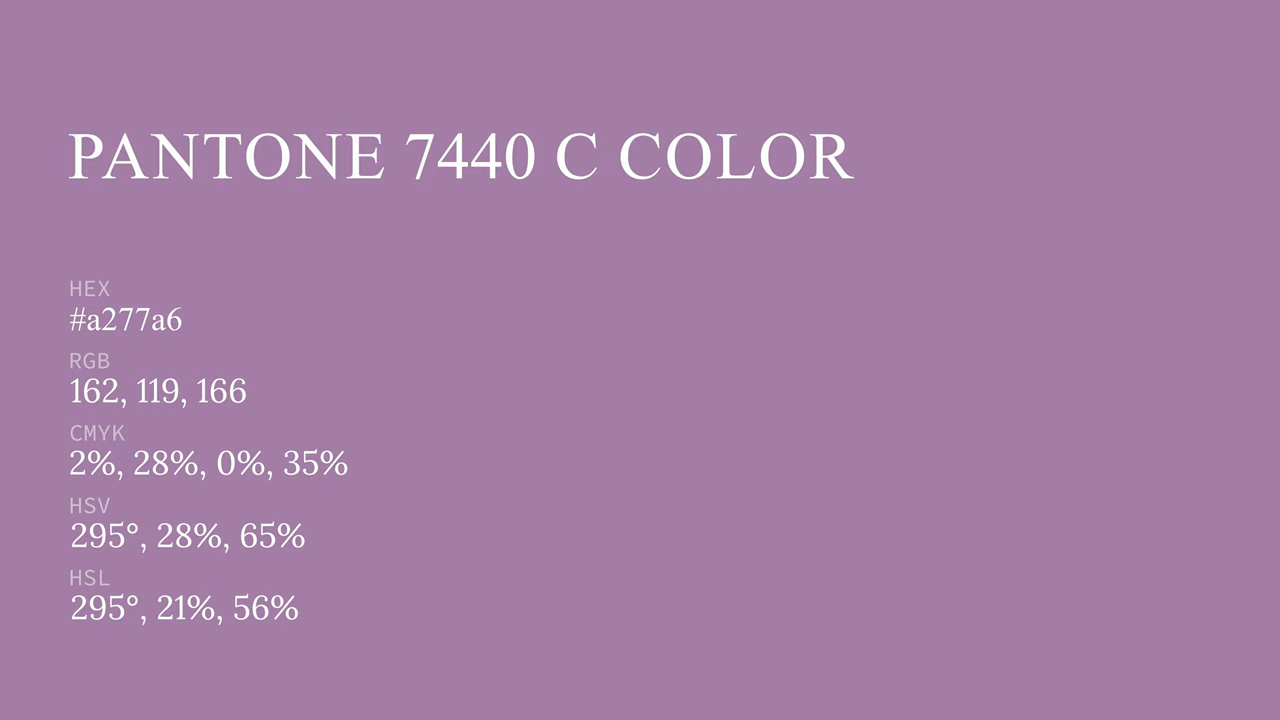 PANTONE 7440 C COLOR
HEX
#a277a6
RGB
162, 119, 166
CMYK
2%, 28%, 0%, 35%
HSV
295°, 28%, 65%
HSL
295°, 21%, 56%